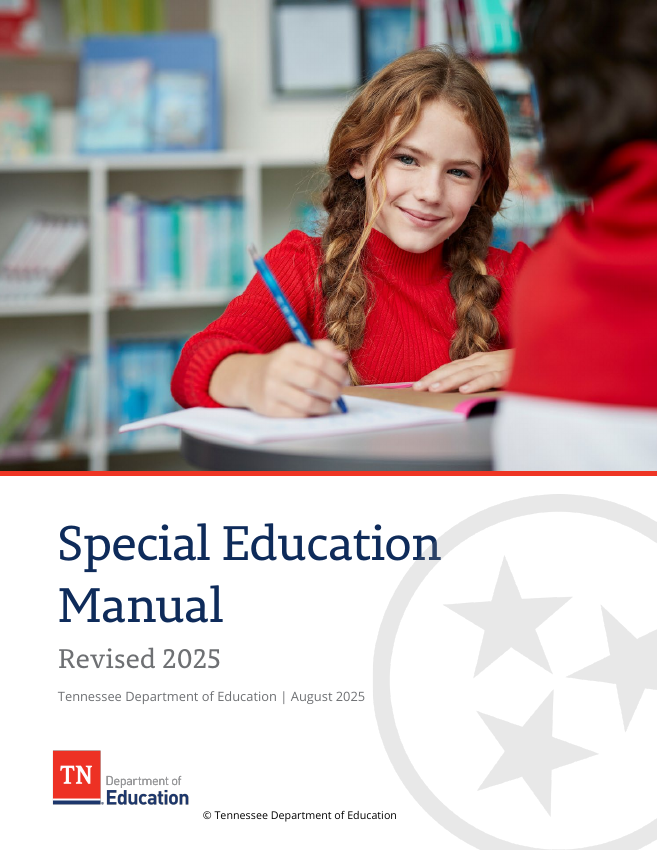 Special Education
Manual
Revised 2025
Tennessee Department of Education | August 2025
TN
Department of
Education
© Tennessee Department of Education